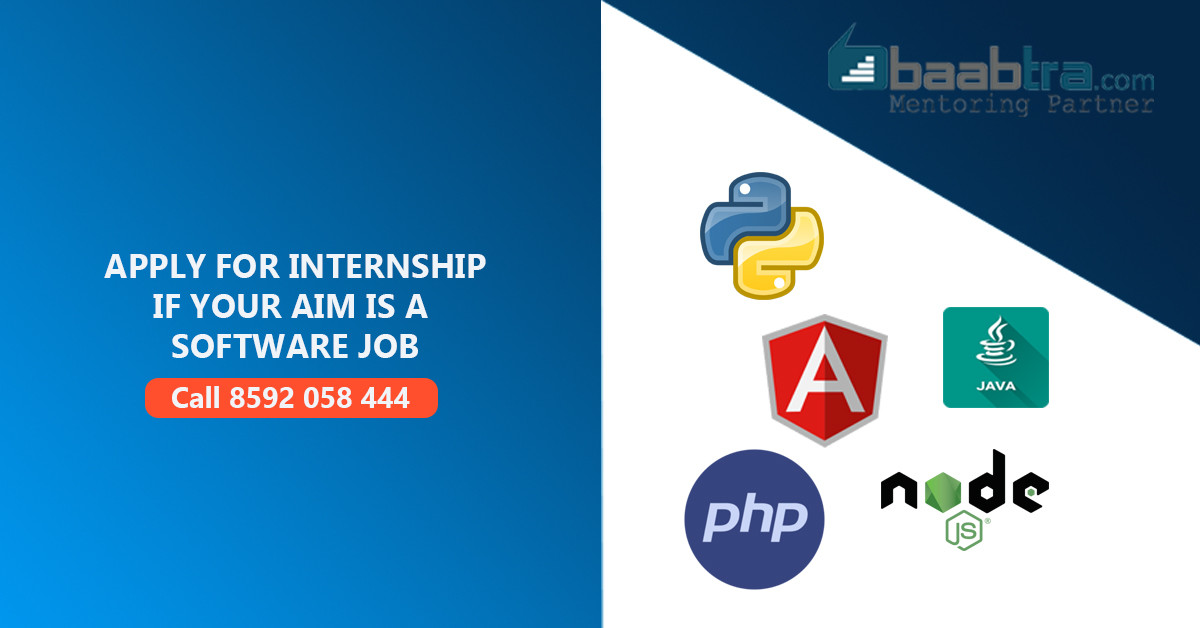 baabtra.com
Mentoring Partner
APPLY FOR INTERNSHIP
IF YOUR AIM IS A
SOFTWARE JOB
Call 8592 058 444
A
JAVA
php
node
JS®